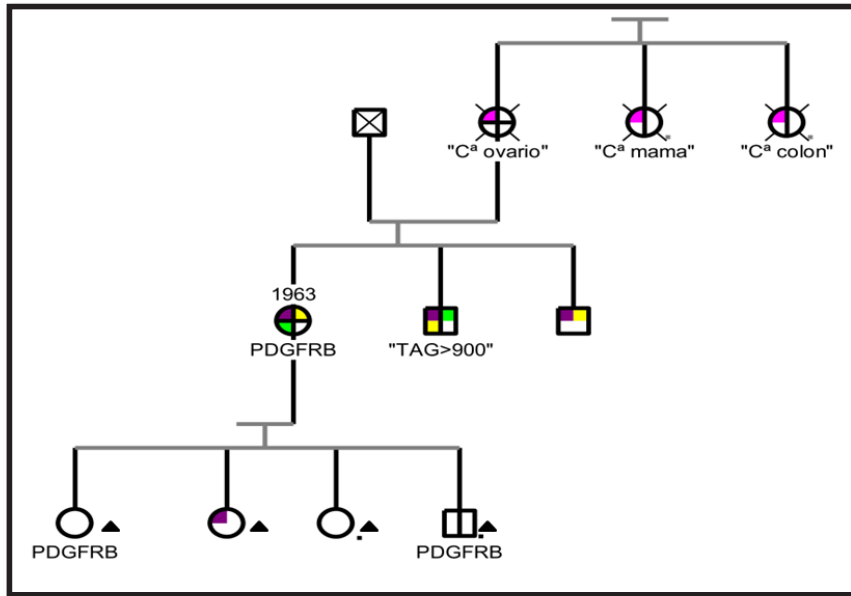 "Cª ovario"
"Cª mama"
"Cª colon"
1963
PDGFRB
"TAG>900"
PDGFRB
PDGFRB